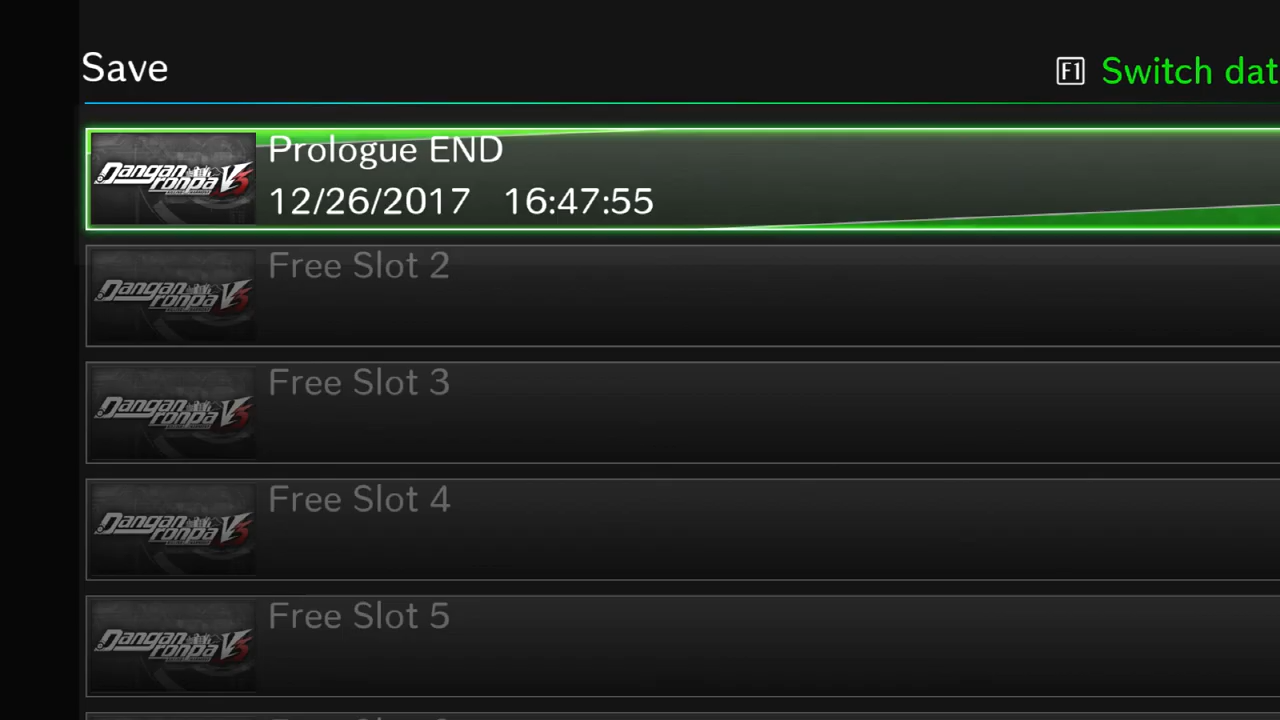 Save
F1 Switch dat
Danganronpa V3
Prologue END
12/26/2017 16:47:55
Danganronpa V3
Free Slot 2
Danganronpa V3
Free Slot 3
Danganronpa V3
Free Slot 4
Danganronpa V3
Free Slot 5